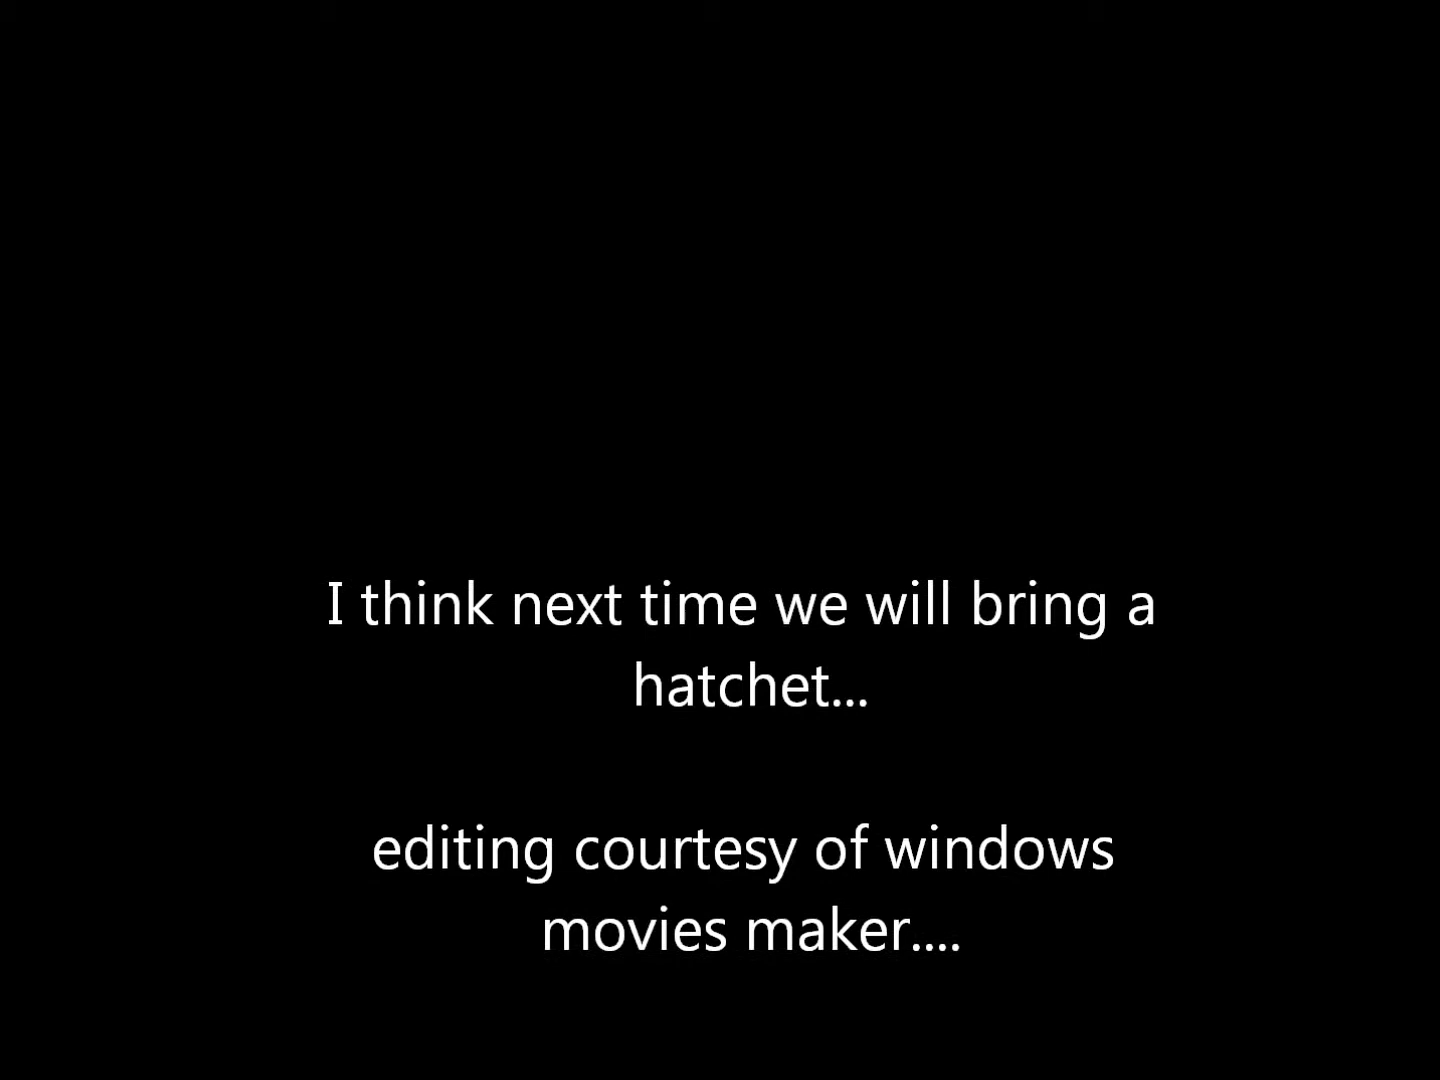 I think next time we will bring a
hatchet...
editing courtesy of windows
movies maker....